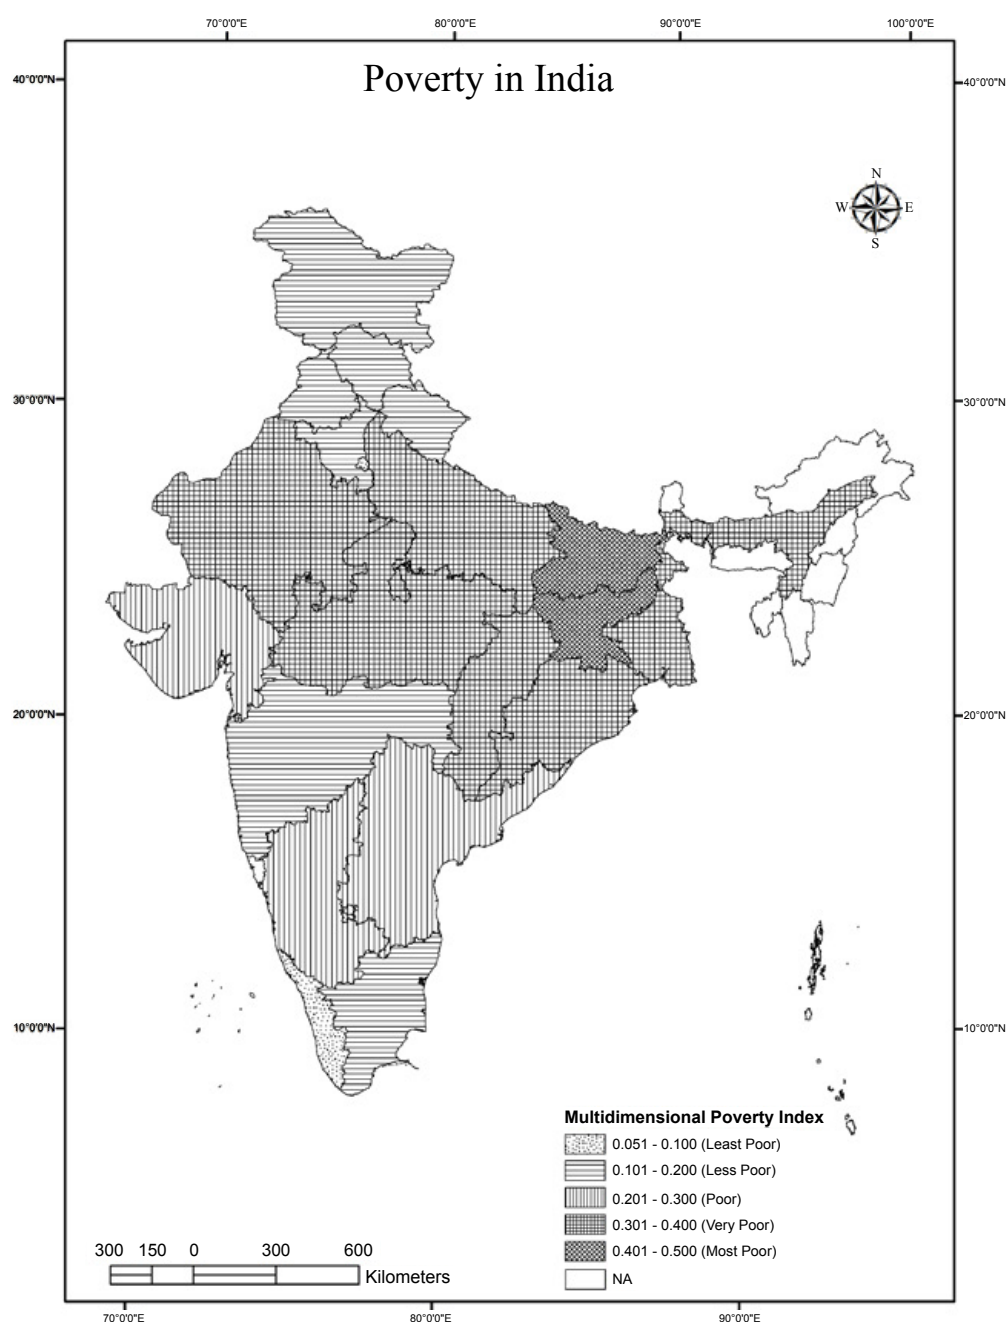 70°0'0"E 80°0'0"E 90°0'0"E 100°0'0"E
Poverty in India
40°0'0"N 40°0'0"N
N
W E
S
30°0'0"N 30°0'0"N
20°0'0"N 20°0'0"N
10°0'0"N 10°0'0"N
Multidimensional Poverty Index
0.051 - 0.100 (Least Poor)
0.101 - 0.200 (Less Poor)
0.201 - 0.300 (Poor)
0.301 - 0.400 (Very Poor)
0.401 - 0.500 (Most Poor)
NA
300 150 0 300 600
Kilometers
70°0'0"E 80°0'0"E 90°0'0"E